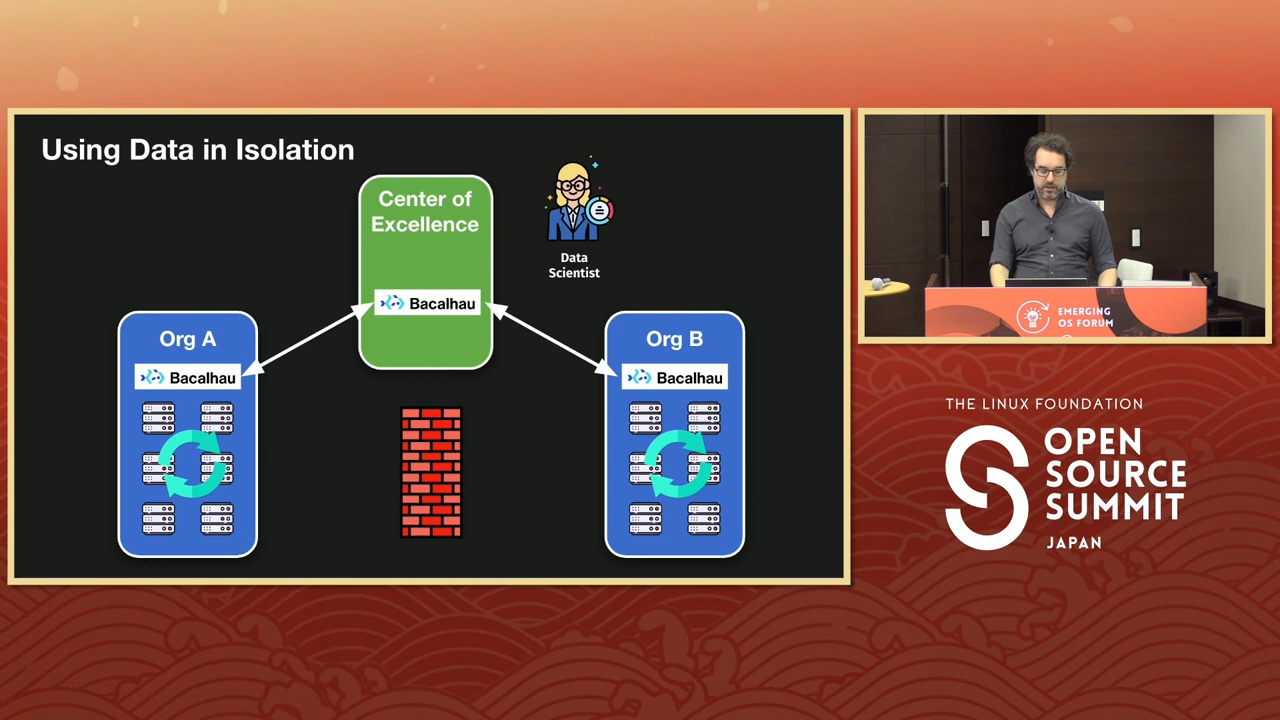 Using Data in Isolation
Center of
Excellence
Bacalhau
Data
Scientist
Org A
Bacalhau
Org B
Bacalhau
EMERGING
OS FORUM
THE LINUX FOUNDATION
OPEN
SOURCE
SUMMIT
JAPAN